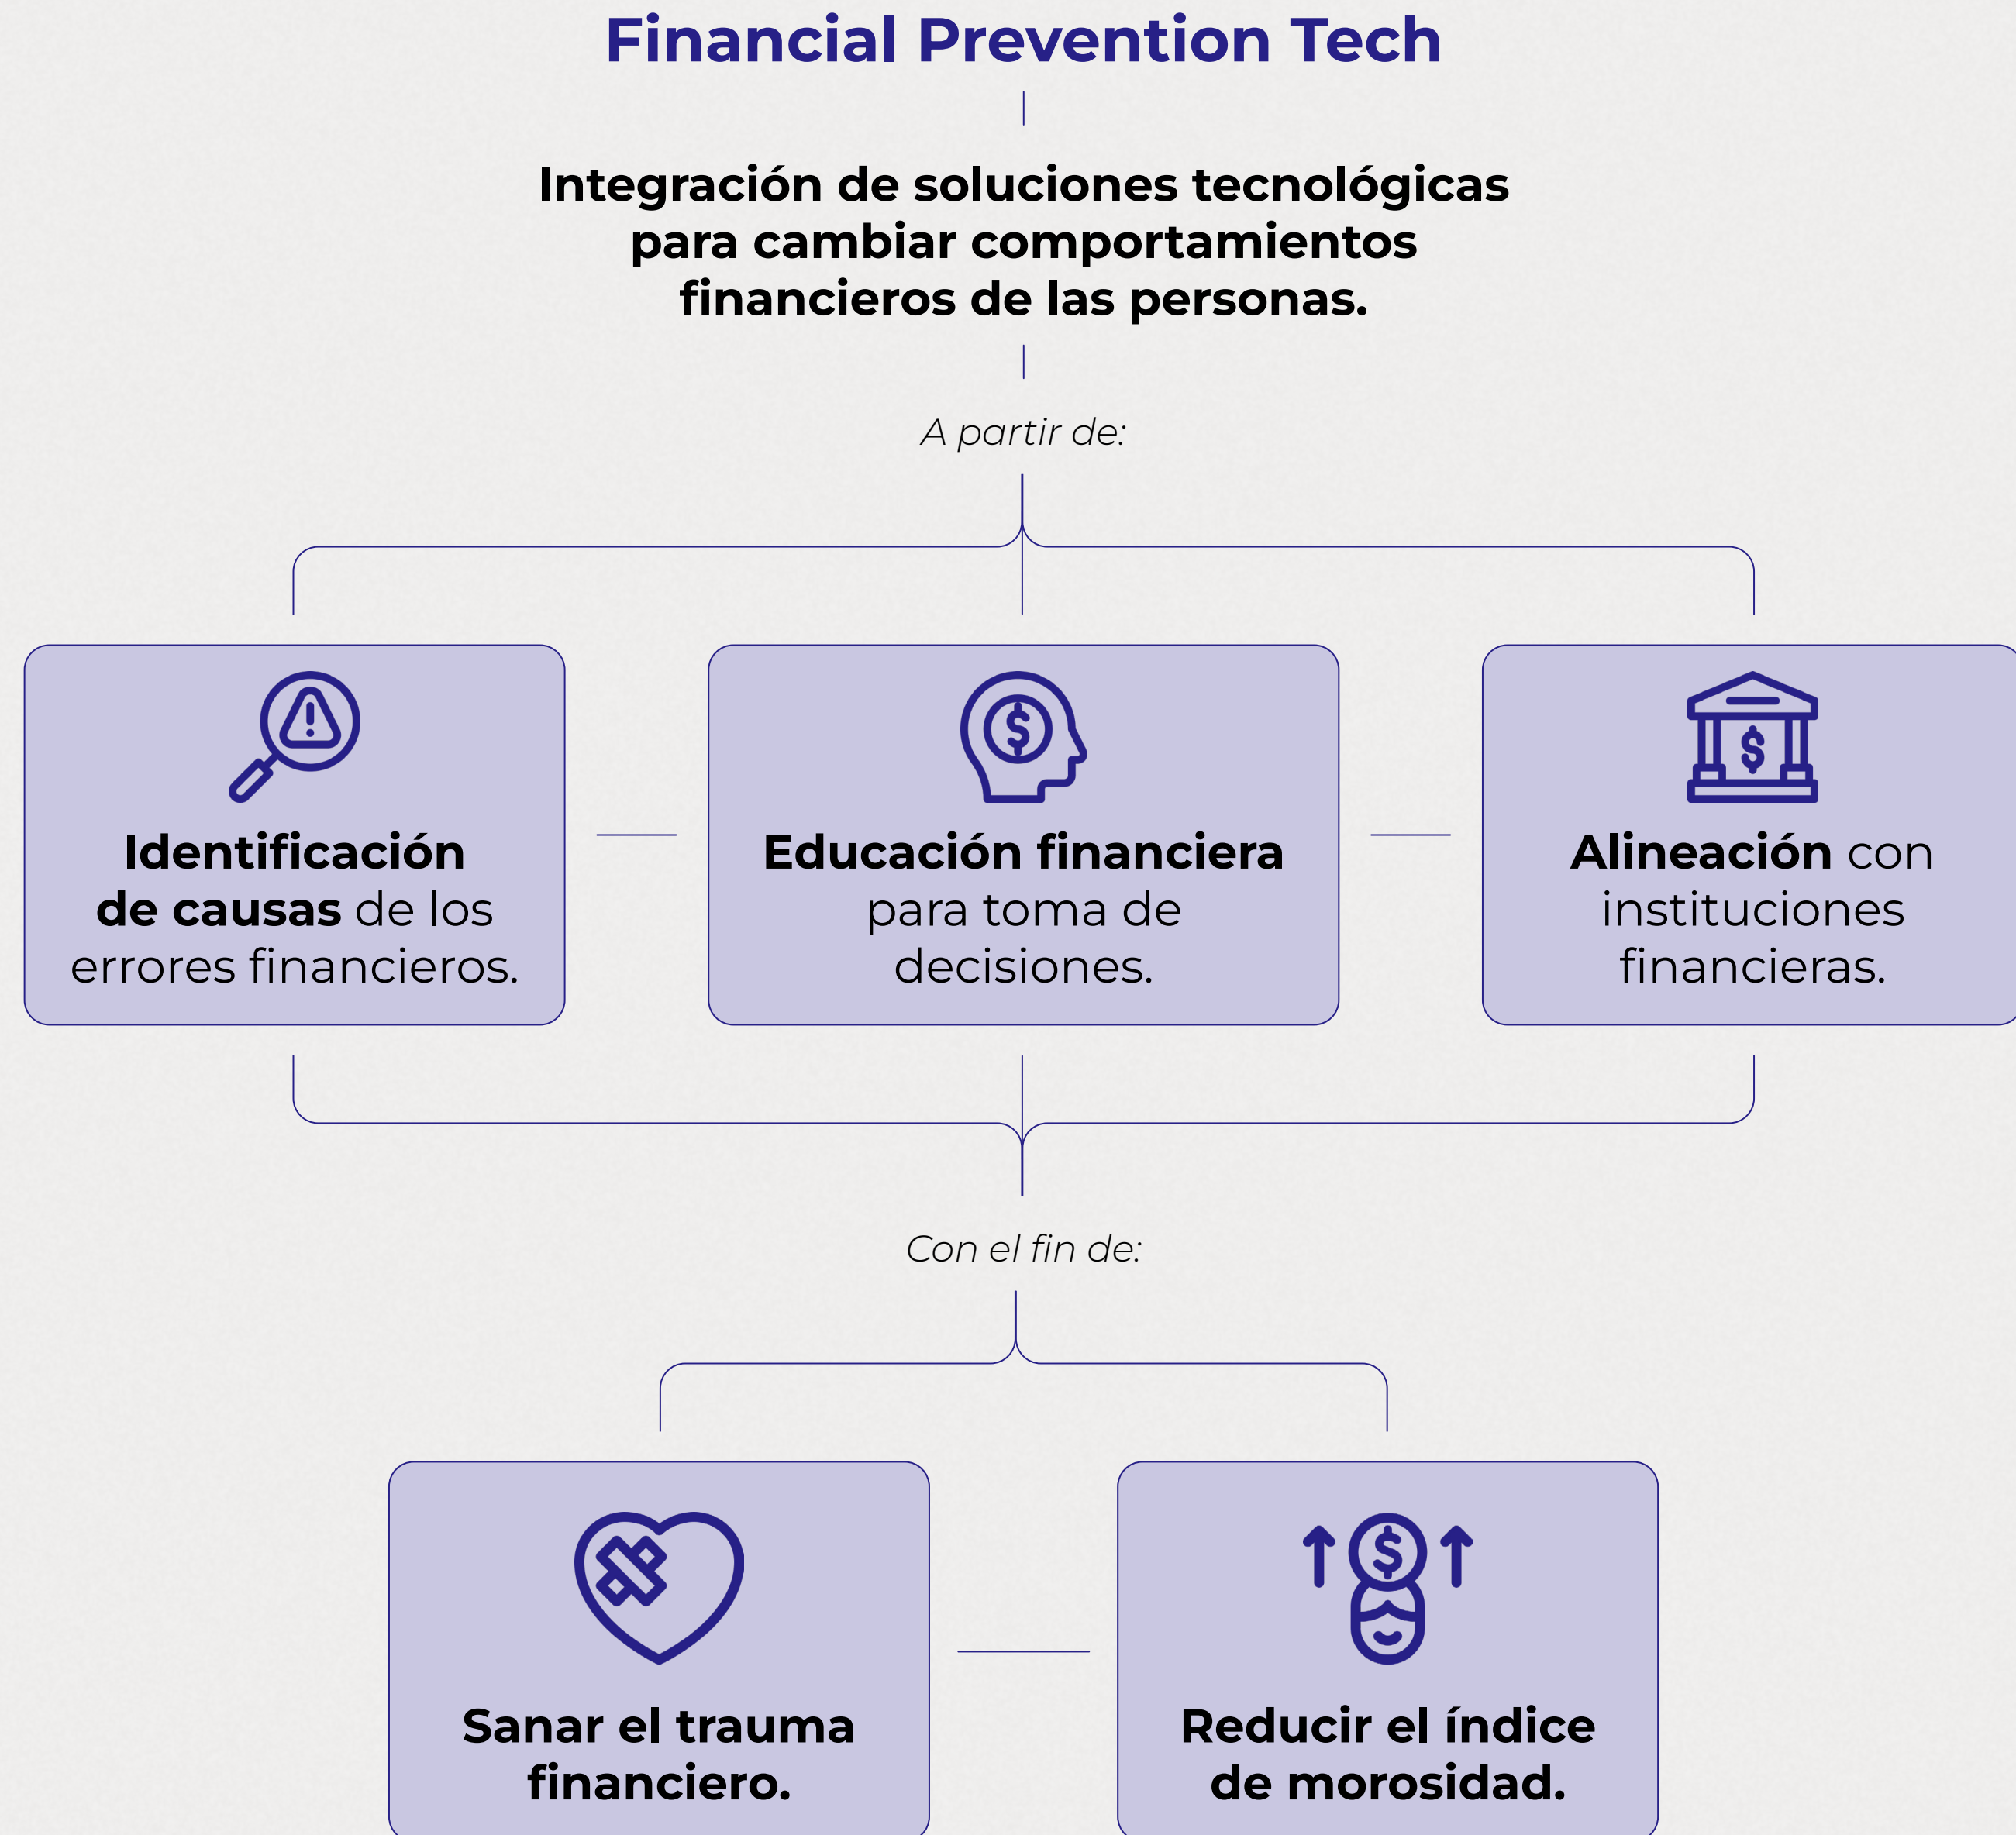 Financial Prevention Tech
Integración de soluciones tecnológicas
para cambiar comportamientos
financieros de las personas.
A partir de:
Identificación
de causas de los
errores financieros.
Educación financiera
para toma de
decisiones.
Alineación con
instituciones
financieras.
Con el fin de:
Sanar el trauma
financiero.
Reducir el índice
de morosidad.